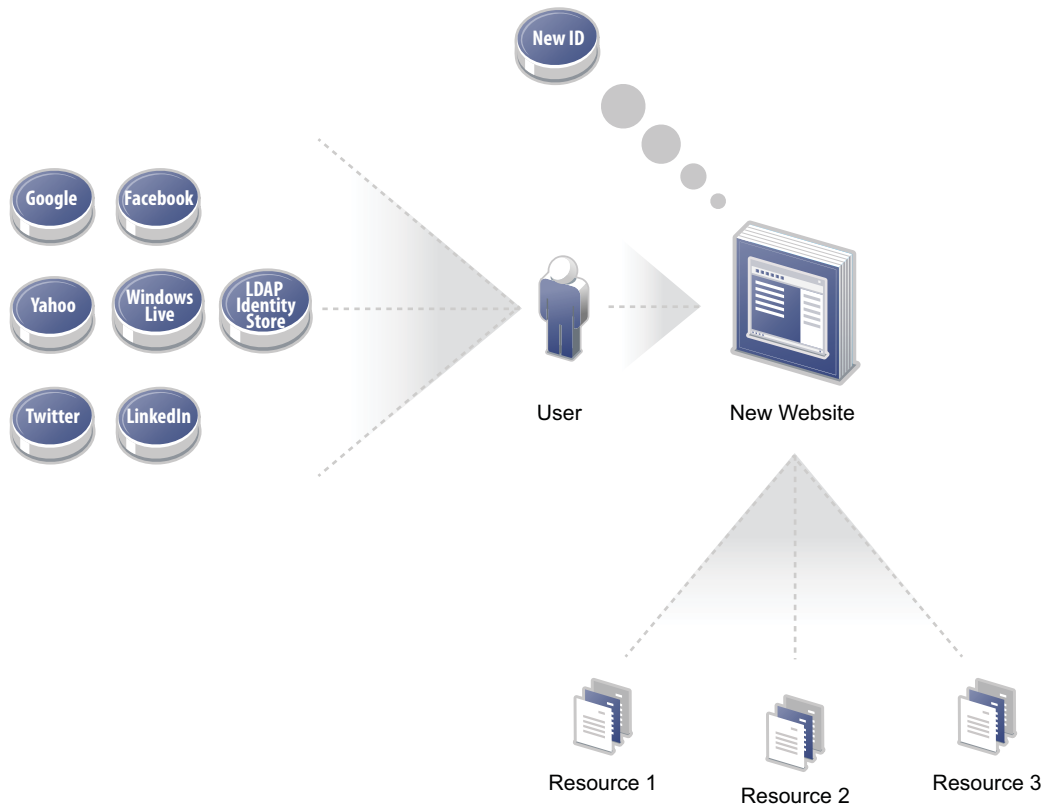 New ID
Google
Facebook
Yahoo
Windows
Live
LDAP
Identity
Store
Twitter
LinkedIn
User
New Website
Resource 1
Resource 2
Resource 3